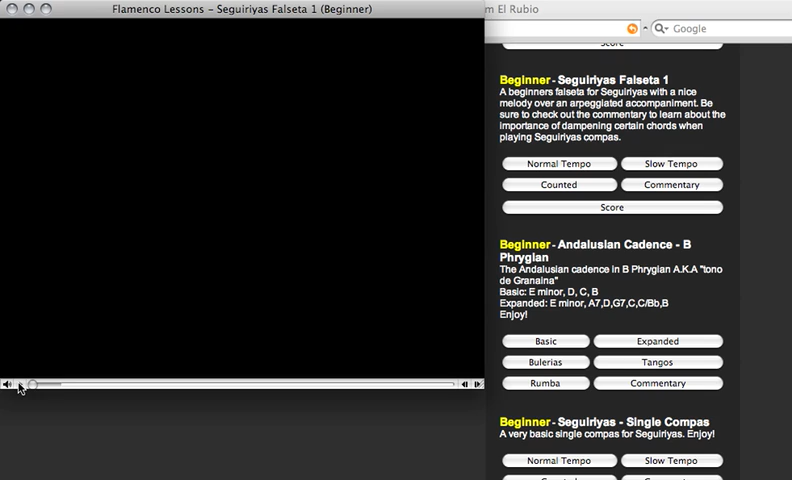 Flamenco Lessons – Seguiriyas Falseta 1 (Beginner)
m El Rubio
Google
Score
Beginner - Seguiriyas Falseta 1
A beginners falseta for Seguiriyas with a nice
melody over an arpeggiated accompaniment. Be
sure to check out the commentary to learn about the
importance of dampening certain chords when
playing Seguiriyas compas.
Normal Tempo Slow Tempo
Counted Commentary
Score
Beginner - Andalusian Cadence - B
Phrygian
The Andalusian cadence in B Phrygian A.K.A "tono
de Granaina"
Basic: E minor, D, C, B
Expanded: E minor, A7,D,G7,C,C/Bb,B
Enjoy!
Basic Expanded
Bulerias Tangos
Rumba Commentary
Beginner - Seguiriyas - Single Compas
A very basic single compas for Seguiriyas. Enjoy!
Normal Tempo Slow Tempo